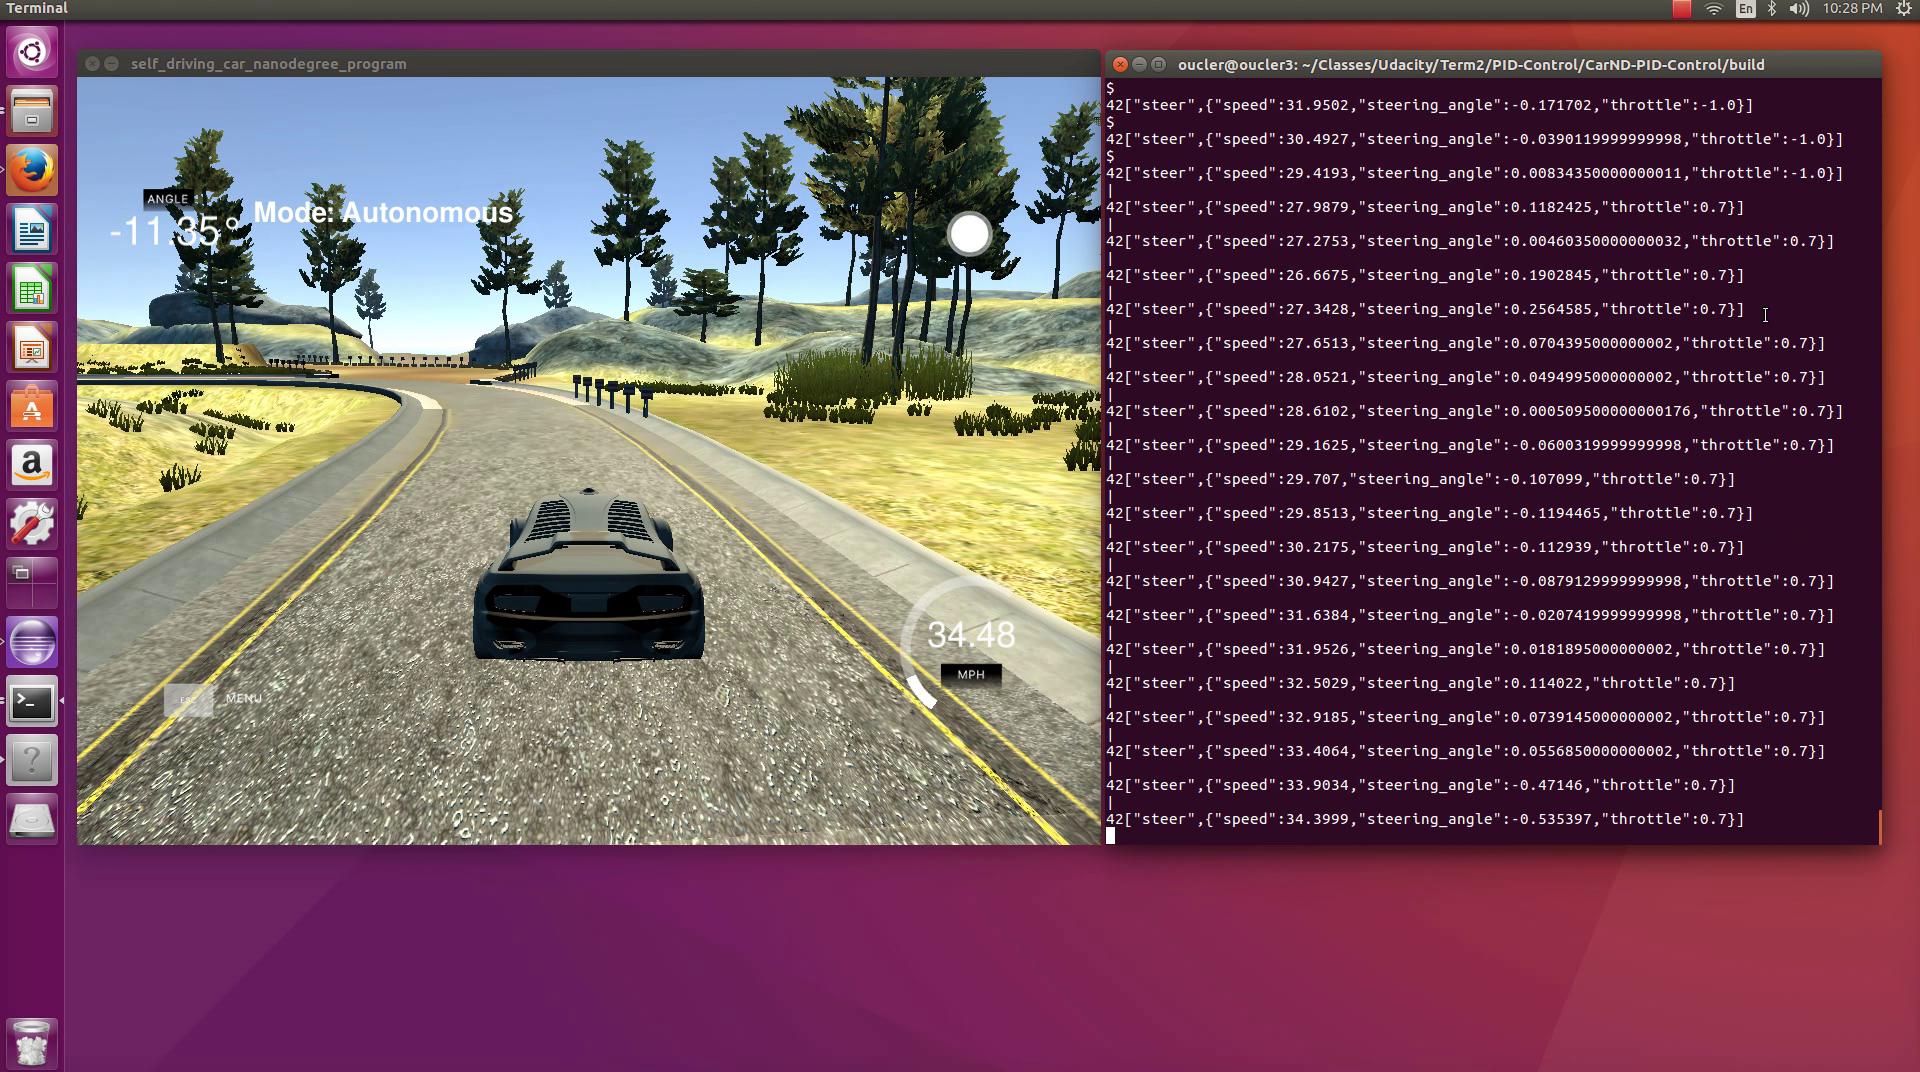 Terminal
En
10:28 PM
self_driving_car_nanodegree_program
ANGLE
-11.35°
Mode: Autonomous
34.48
MPH
ESC
MENU
oucler@oucler3: ~/Classes/Udacity/Term2/PID-Control/CarND-PID-Control/build
$
42["steer",{"speed":31.9502,"steering_angle":-0.171702,"throttle":-1.0}]
$
42["steer",{"speed":30.4927,"steering_angle":-0.0390119999999998,"throttle":-1.0}]
$
42["steer",{"speed":29.4193,"steering_angle":0.00834350000000011,"throttle":-1.0}]
|
42["steer",{"speed":27.9879,"steering_angle":0.1182425,"throttle":0.7}]
|
42["steer",{"speed":27.2753,"steering_angle":0.00460350000000032,"throttle":0.7}]
|
42["steer",{"speed":26.6675,"steering_angle":0.1902845,"throttle":0.7}]
|
42["steer",{"speed":27.3428,"steering_angle":0.2564585,"throttle":0.7}]
|
42["steer",{"speed":27.6513,"steering_angle":0.0704395000000002,"throttle":0.7}]
|
42["steer",{"speed":28.0521,"steering_angle":0.0494995000000002,"throttle":0.7}]
|
42["steer",{"speed":28.6102,"steering_angle":0.000509500000000176,"throttle":0.7}]
|
42["steer",{"speed":29.1625,"steering_angle":-0.0600319999999998,"throttle":0.7}]
|
42["steer",{"speed":29.707,"steering_angle":-0.107099,"throttle":0.7}]
|
42["steer",{"speed":29.8513,"steering_angle":-0.1194465,"throttle":0.7}]
|
42["steer",{"speed":30.2175,"steering_angle":-0.112939,"throttle":0.7}]
|
42["steer",{"speed":30.9427,"steering_angle":-0.0879129999999998,"throttle":0.7}]
|
42["steer",{"speed":31.6384,"steering_angle":-0.0207419999999998,"throttle":0.7}]
|
42["steer",{"speed":31.9526,"steering_angle":0.0181895000000002,"throttle":0.7}]
|
42["steer",{"speed":32.5029,"steering_angle":0.114022,"throttle":0.7}]
|
42["steer",{"speed":32.9185,"steering_angle":0.0739145000000002,"throttle":0.7}]
|
42["steer",{"speed":33.4064,"steering_angle":0.0556850000000002,"throttle":0.7}]
|
42["steer",{"speed":33.9034,"steering_angle":-0.47146,"throttle":0.7}]
|
42["steer",{"speed":34.3999,"steering_angle":-0.535397,"throttle":0.7}]